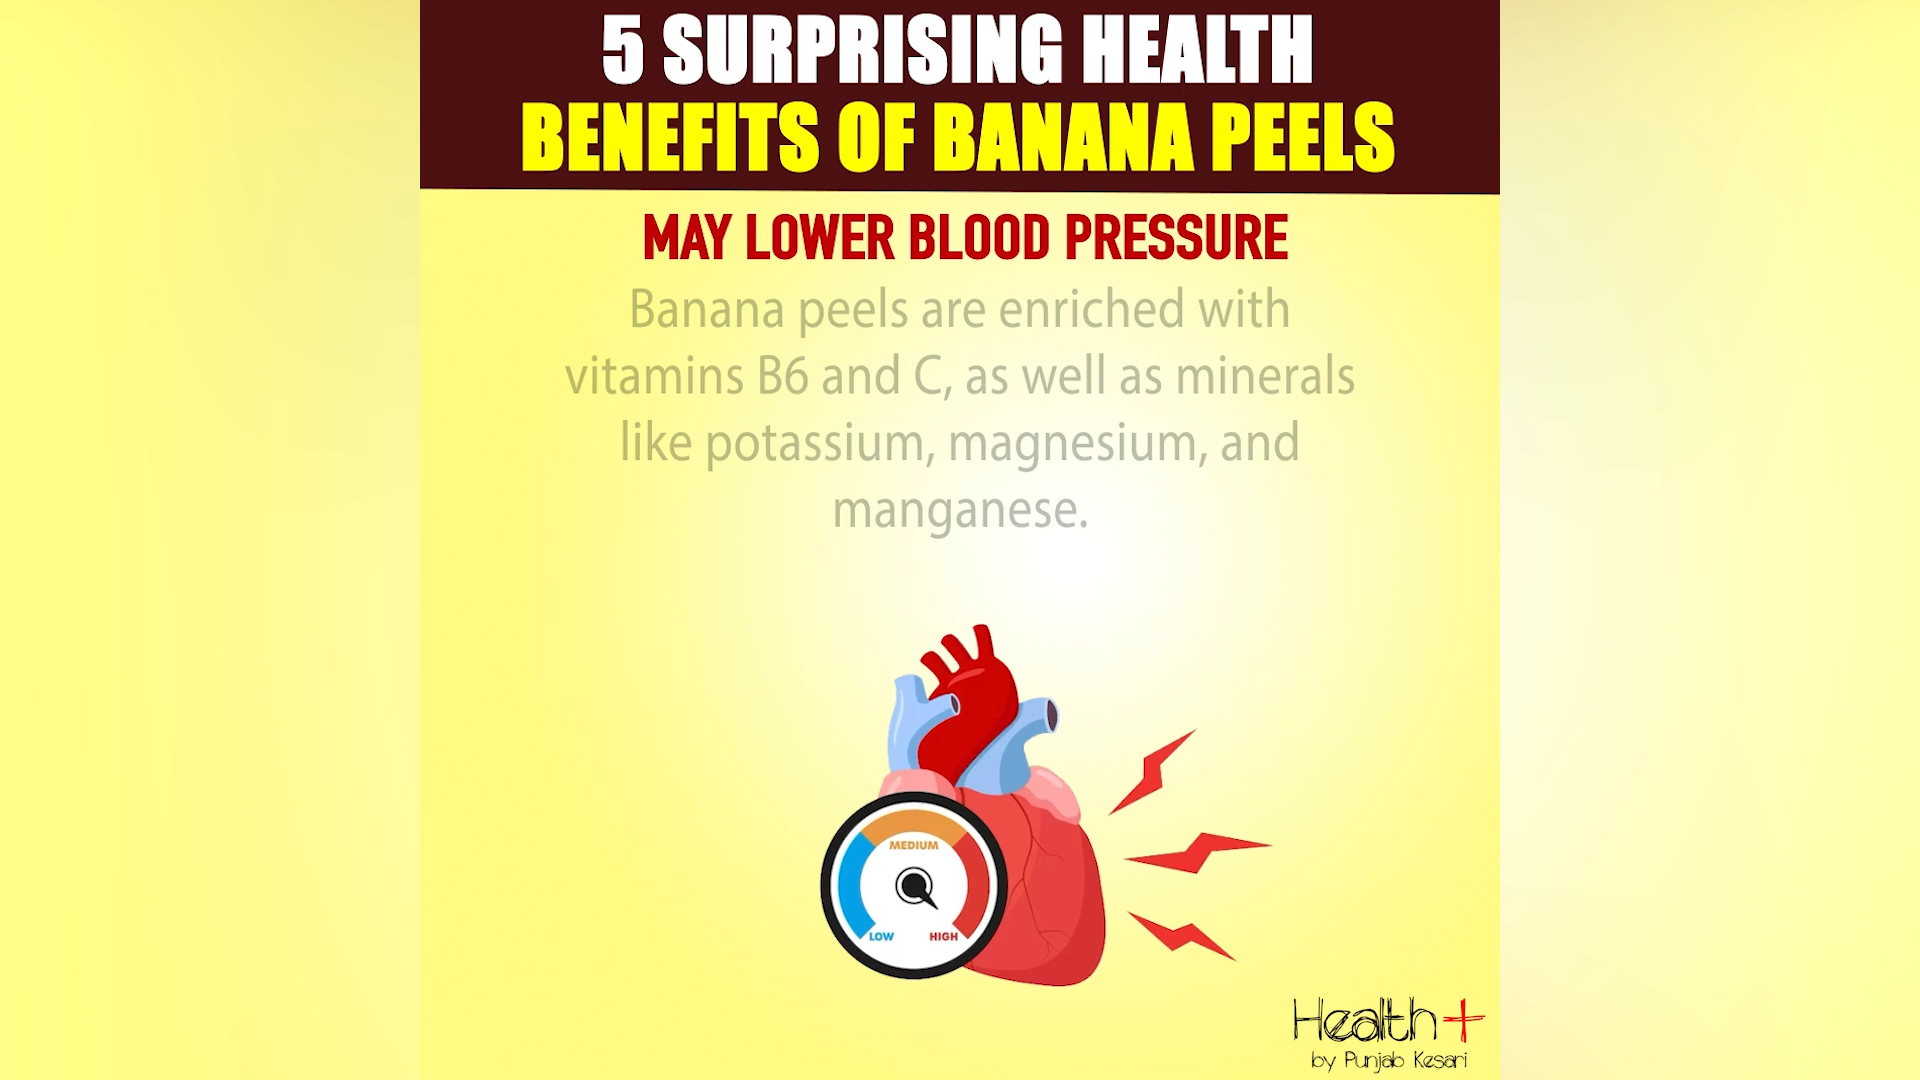 5 SURPRISING HEALTH
BENEFITS OF BANANA PEELS
MAY LOWER BLOOD PRESSURE
Banana peels are enriched with
vitamins B6 and C, as well as minerals
like potassium, magnesium, and
manganese.
MEDIUM
LOW HIGH
Health+
by Punjab Kesari